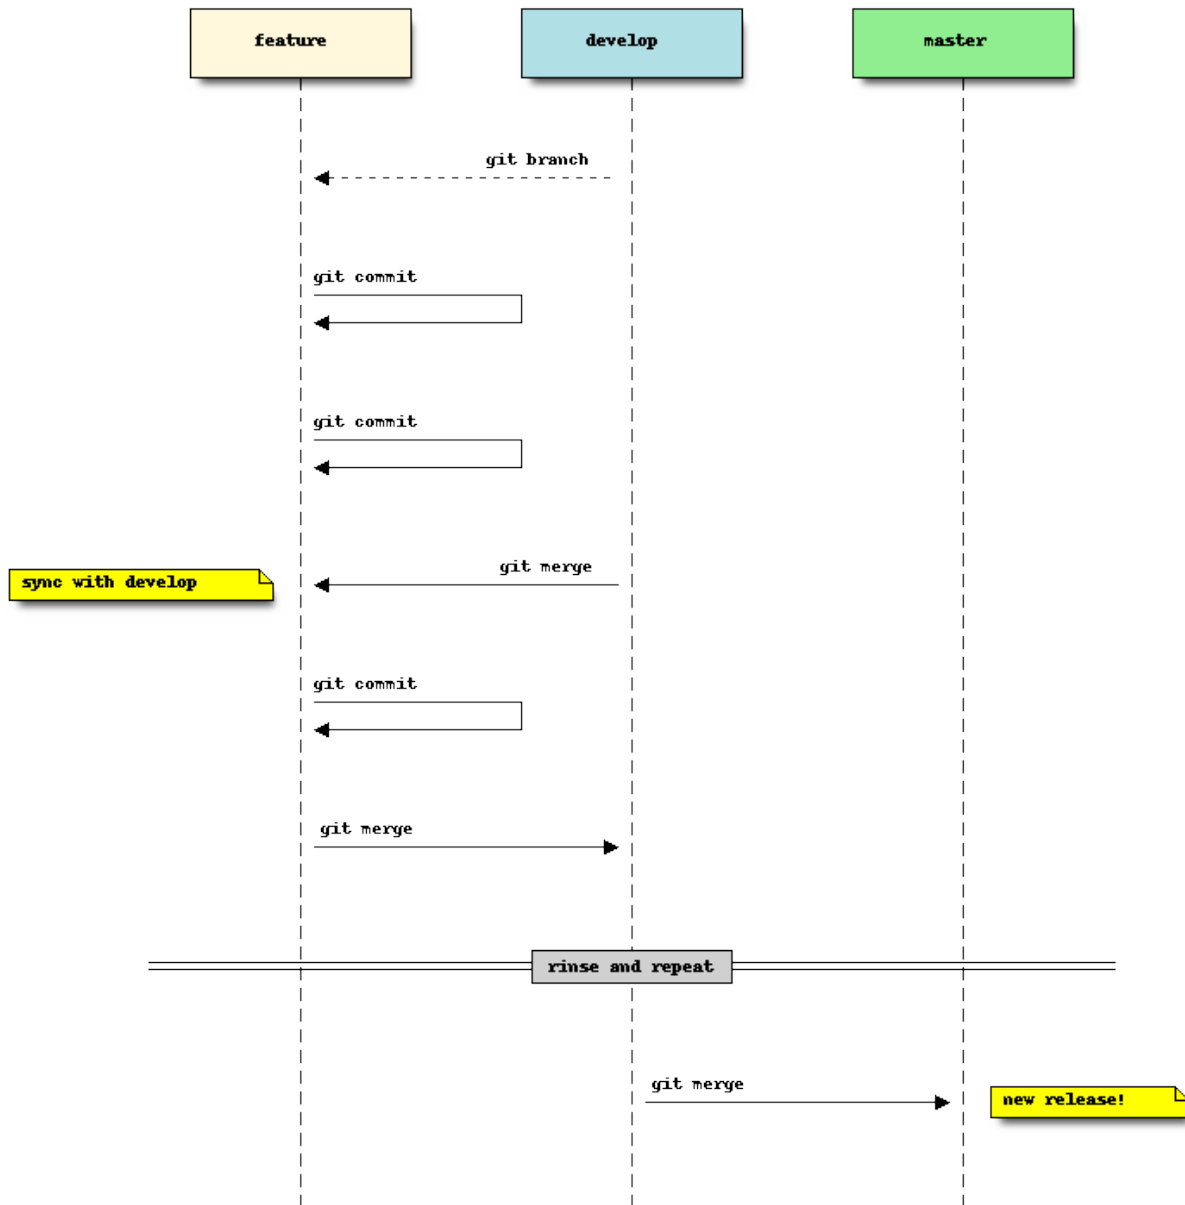 feature
develop
master
git branch
git commit
git commit
git merge
sync with develop
git commit
git merge
rinse and repeat
git merge
new release!